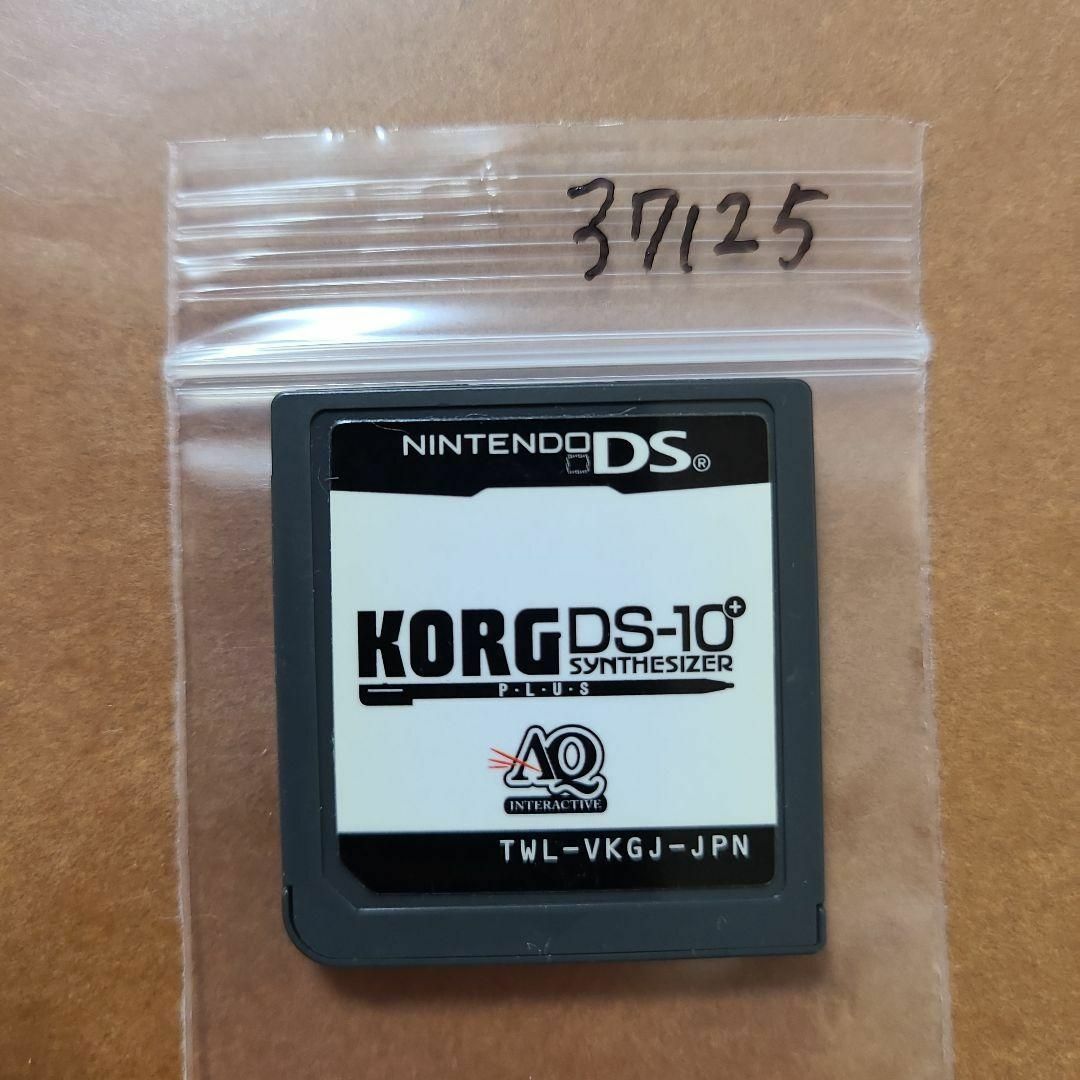 37125
NINTENDO DS®
KORG DS-10+
SYNTHESIZER
P·L·U·S
AQ
INTERACTIVE
TWL-VKGJ-JPN